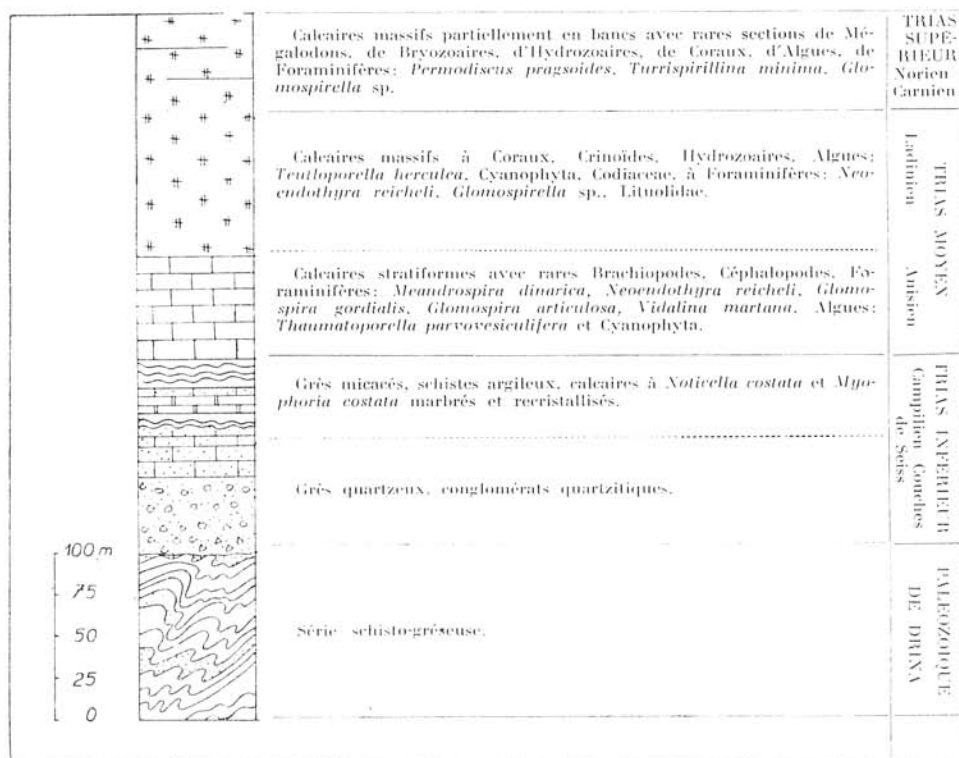 Calcaires massifs partiellement en bancs avec rares sections de Mé-
galodons, de Bryozoaires, d'Hydrozoaires, de Coraux, d'Algues, de
Foraminifères: Permodiscus pragsoides, Turrispirillina minima, Glo-
mospirella sp.
TRIAS
SUPÉ-
RIEUR
Norien
Carnien
Calcaires massifs à Coraux, Crinoïdes, Hydrozoaires, Algues:
Teutloporella herculea, Cyanophyta, Codiaceae, à Foraminifères: Neo-
endothyra reicheli, Glomospirella sp., Lituolidae.
Ladinien
Calcaires stratiformes avec rares Brachiopodes, Céphalopodes, Fo-
raminifères: Meandrospira dinarica, Neoendothyra reicheli, Glomo-
spira gordialis, Glomospira articulosa, Vidalina martana, Algues:
Thaumatoporella parvovesiculifera et Cyanophyta.
Anisien
TRIAS MOYEN
Grès micacés, schistes argileux, calcaires à Noticella costata et Myo-
phoria costata marbrés et recristallisés.
Grès quartzeux, conglomérats quartzitiques.
Campilien Couches
de Seiss
TRIAS INFÉRIEUR
Série schisto-gréseuse.
PALÉOZOIQUE
DE DRINA
100 m
75
50
25
0